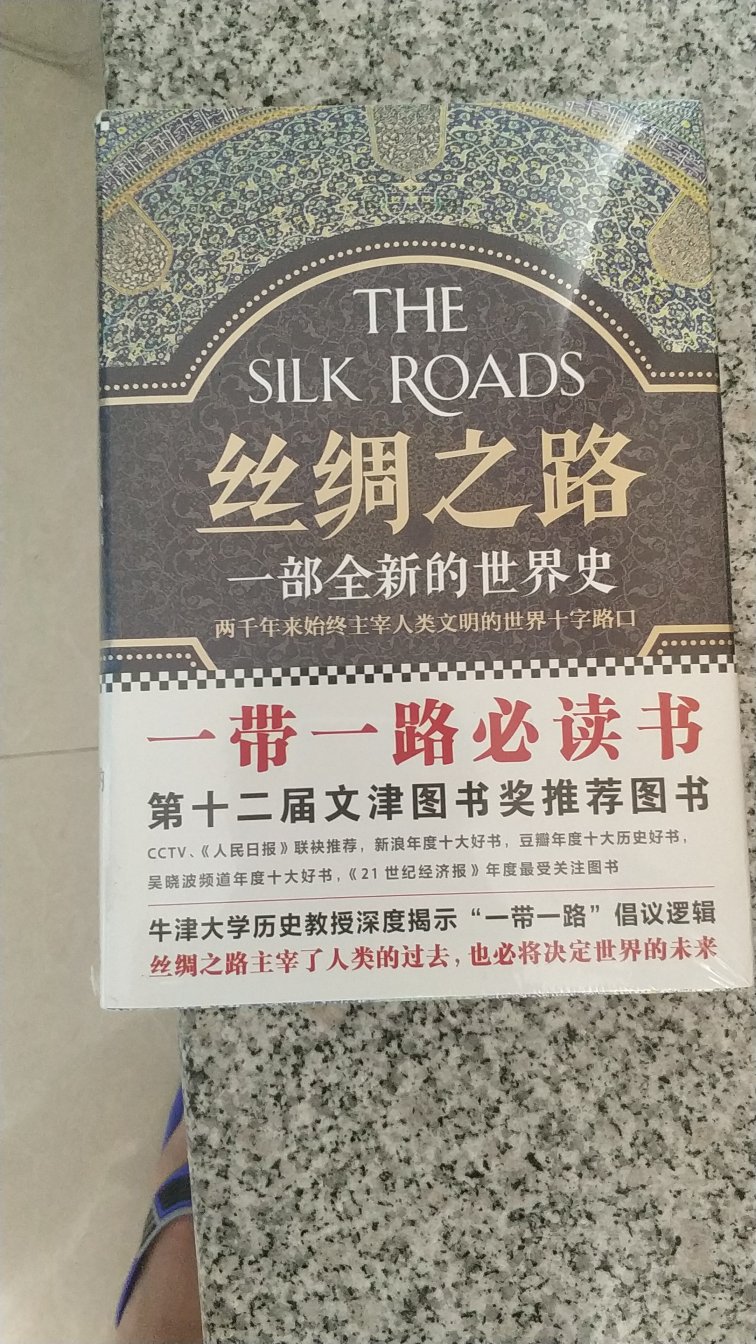 THE
SILK ROADS
丝绸之路
一部全新的世界史
两千年来始终主宰人类文明的世界十字路口
一带一路必读书
第十二届文津图书奖推荐图书
CCTV、《人民日报》联袂推荐，新浪年度十大好书，豆瓣年度十大历史好书，
吴晓波频道年度十大好书，《21世纪经济报》年度最受关注图书
牛津大学历史教授深度揭示“一带一路”倡议逻辑
丝绸之路主宰了人类的过去，也必将决定世界的未来